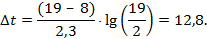 Δt = (19 − 8) / 2,3 · lg (19 / 2) = 12,8.